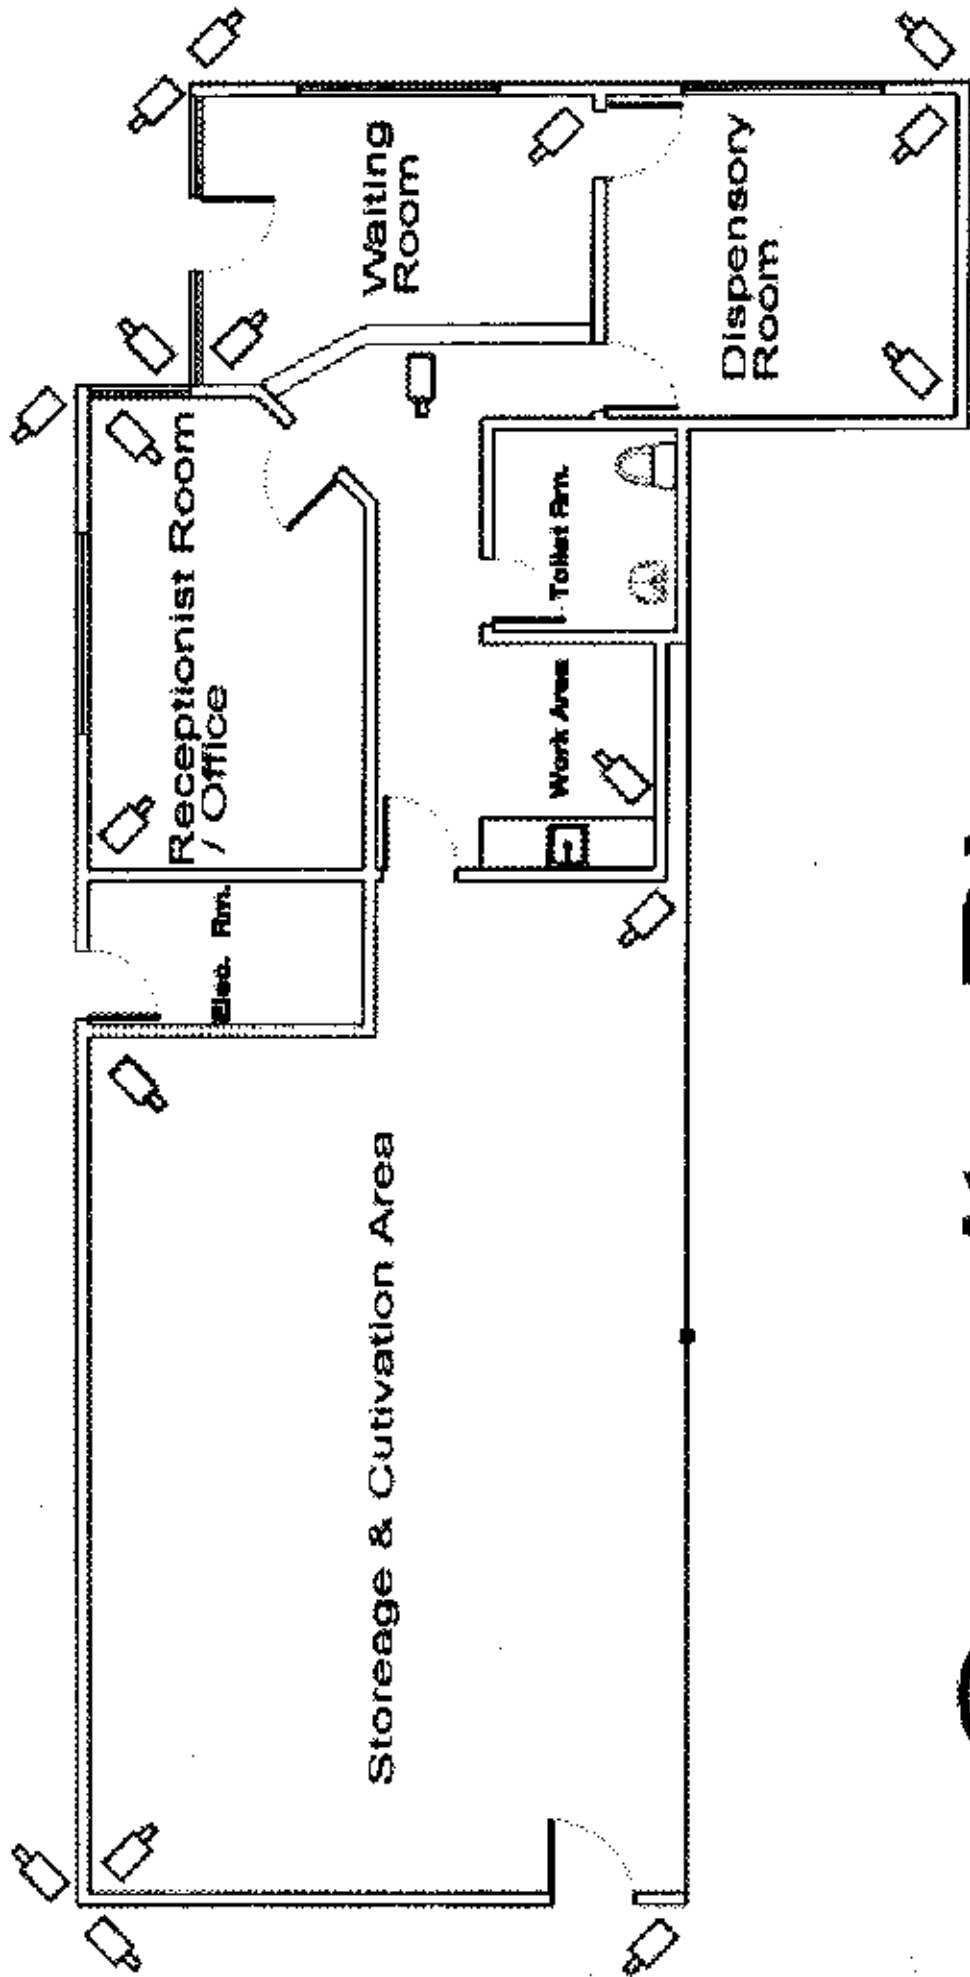 Waiting
Room
Dispensory
Room
Receptionist Room
/ Office
Toilet Rm.
Work Area
Elec. Rm.
Storeage & Cutivation Area